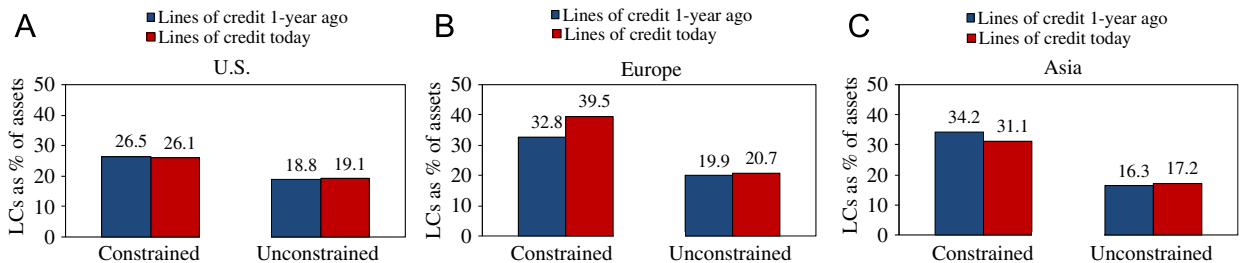 A
Lines of credit 1-year ago
Lines of credit today
U.S.
LCs as % of assets
50
40
30
20
10
0
26.5
26.1
18.8
19.1
Constrained
Unconstrained
B
Lines of credit 1-year ago
Lines of credit today
Europe
LCs as % of assets
50
40
30
20
10
0
32.8
39.5
19.9
20.7
Constrained
Unconstrained
C
Lines of credit 1-year ago
Lines of credit today
Asia
LCs as % of assets
50
40
30
20
10
0
34.2
31.1
16.3
17.2
Constrained
Unconstrained